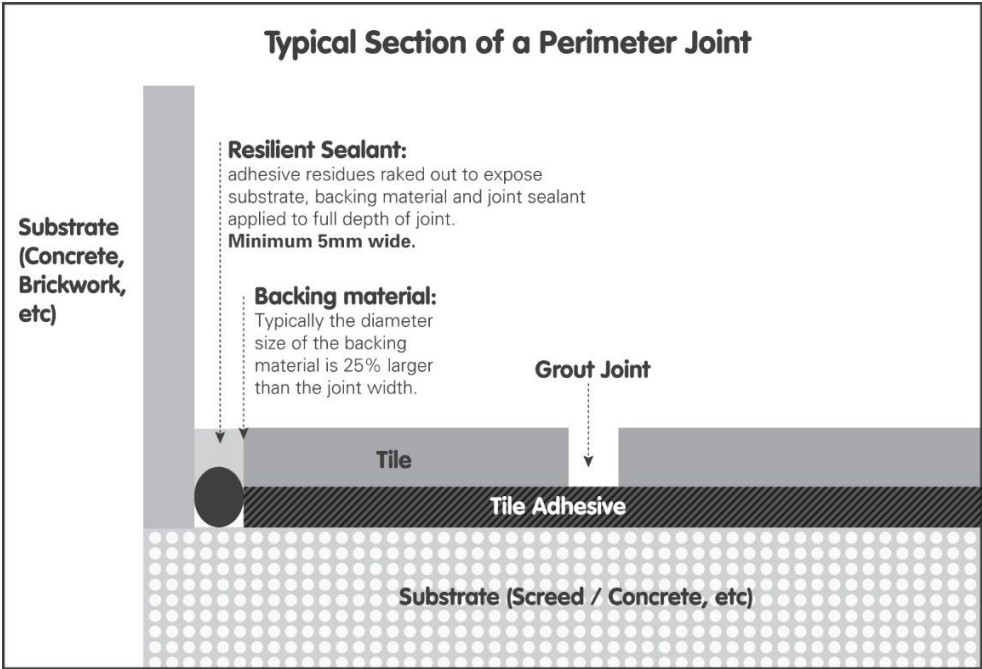 Typical Section of a Perimeter Joint
Resilient Sealant:
adhesive residues raked out to expose
substrate, backing material and joint sealant
applied to full depth of joint.
Minimum 5mm wide.
Substrate
(Concrete,
Brickwork,
etc)
Backing material:
Typically the diameter
size of the backing
material is 25% larger
than the joint width.
Grout Joint
Tile
Tile Adhesive
Substrate (Screed / Concrete, etc)